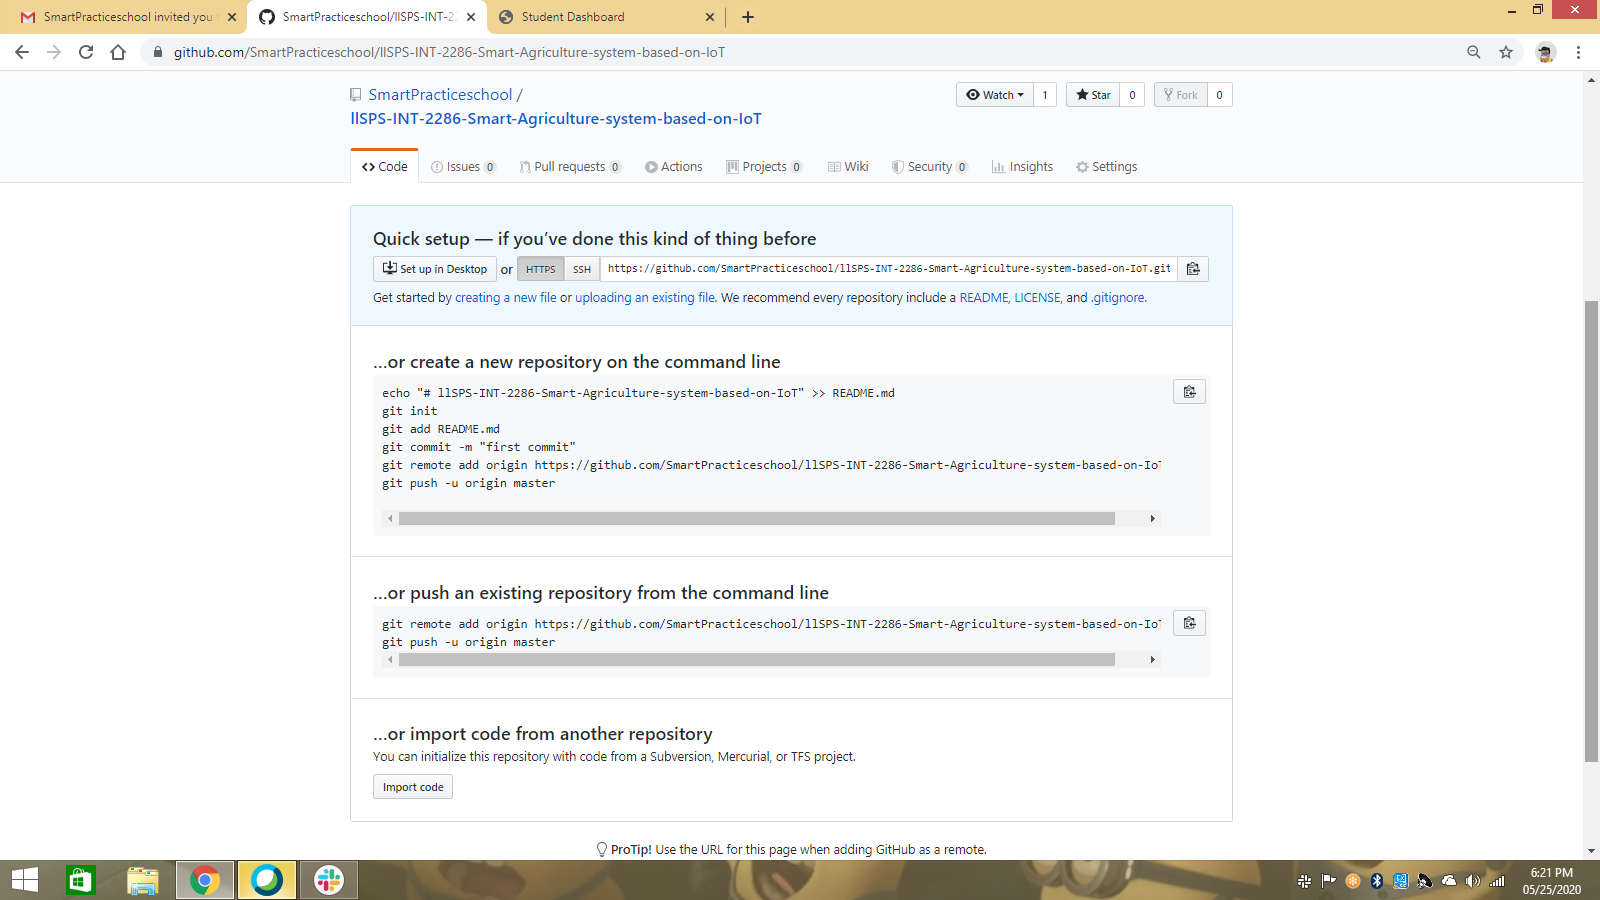 SmartPracticeschool invited you t
SmartPracticeschool/llSPS-INT-22
Student Dashboard
github.com/SmartPracticeschool/llSPS-INT-2286-Smart-Agriculture-system-based-on-IoT
SmartPracticeschool /
Watch 1 Star 0 Fork 0
llSPS-INT-2286-Smart-Agriculture-system-based-on-IoT
Code Issues 0 Pull requests 0 Actions Projects 0 Wiki Security 0 Insights Settings
Quick setup — if you’ve done this kind of thing before
Set up in Desktop or HTTPS SSH https://github.com/SmartPracticeschool/llSPS-INT-2286-Smart-Agriculture-system-based-on-IoT.git
Get started by creating a new file or uploading an existing file. We recommend every repository include a README, LICENSE, and .gitignore.
…or create a new repository on the command line
echo "# llSPS-INT-2286-Smart-Agriculture-system-based-on-IoT" >> README.md
git init
git add README.md
git commit -m "first commit"
git remote add origin https://github.com/SmartPracticeschool/llSPS-INT-2286-Smart-Agriculture-system-based-on-IoT
git push -u origin master
…or push an existing repository from the command line
git remote add origin https://github.com/SmartPracticeschool/llSPS-INT-2286-Smart-Agriculture-system-based-on-IoT
git push -u origin master
…or import code from another repository
You can initialize this repository with code from a Subversion, Mercurial, or TFS project.
Import code
ProTip! Use the URL for this page when adding GitHub as a remote.
6:21 PM
05/25/2020